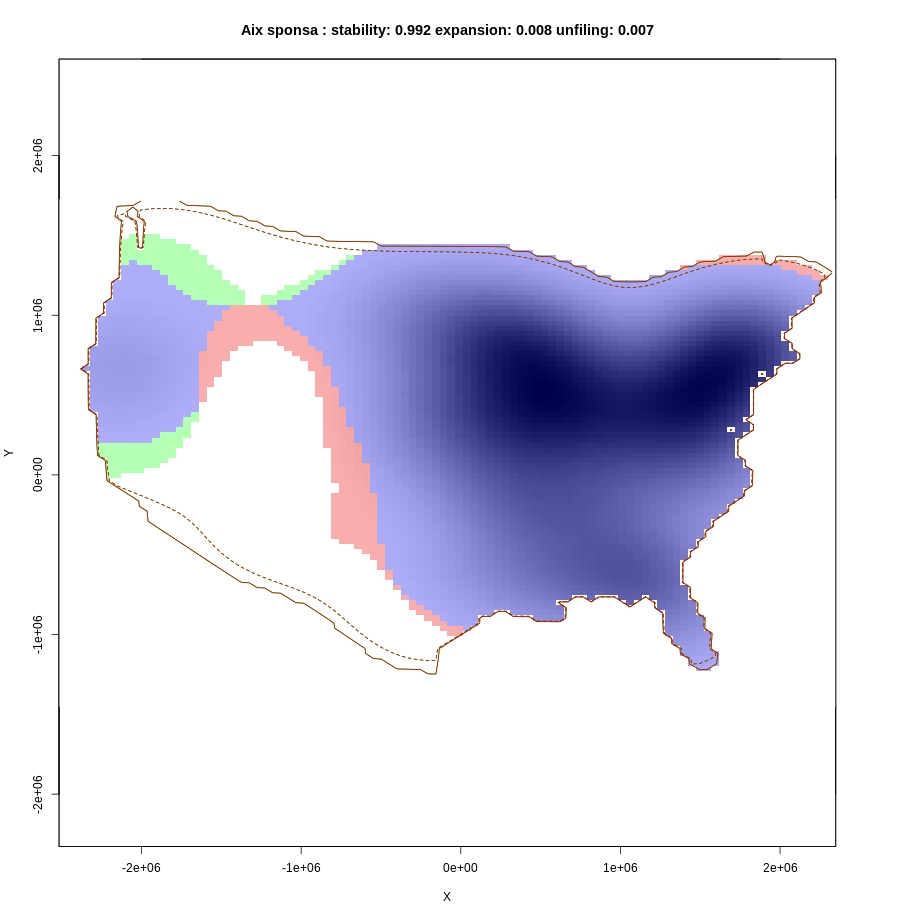 Aix sponsa : stability: 0.992 expansion: 0.008 unfiling: 0.007
2e+06
1e+06
0e+00
-1e+06
-2e+06
Y
-2e+06 -1e+06 0e+00 1e+06 2e+06
X